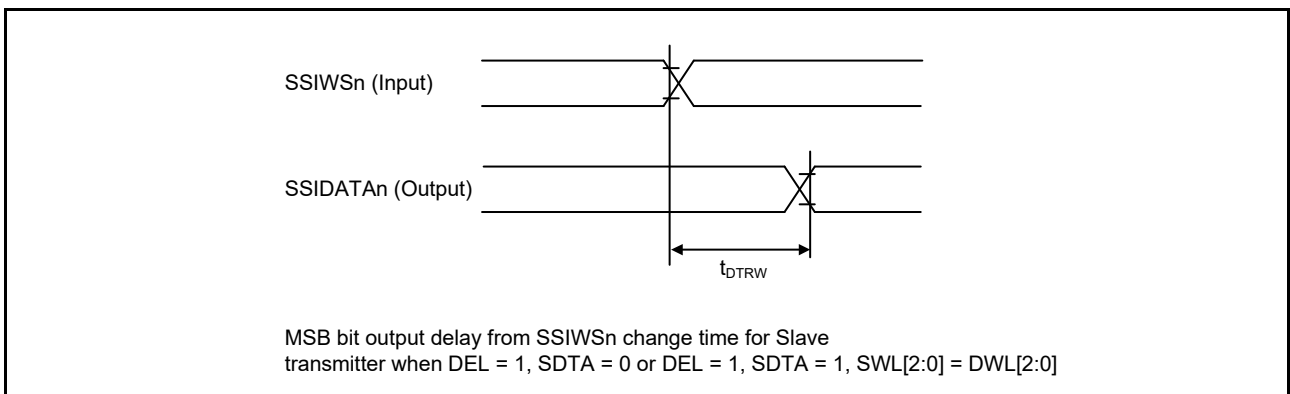 SSIWSn (Input)
SSIDATAn (Output)
tDTRW
MSB bit output delay from SSIWSn change time for Slave
transmitter when DEL = 1, SDTA = 0 or DEL = 1, SDTA = 1, SWL[2:0] = DWL[2:0]